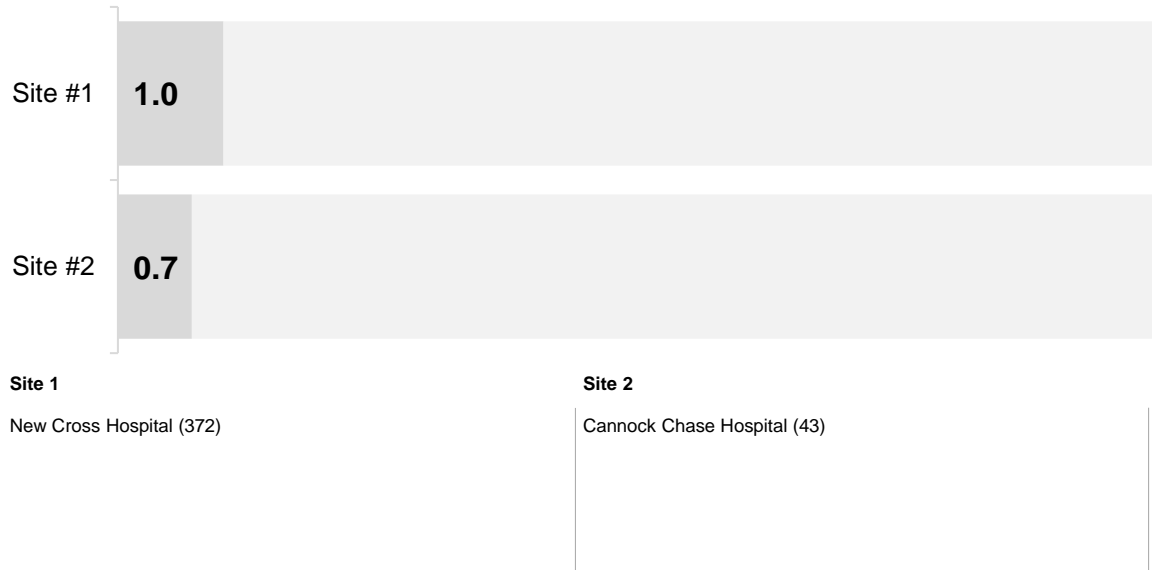 Site #1 1.0
Site #2 0.7
Site 1 Site 2
New Cross Hospital (372) Cannock Chase Hospital (43)